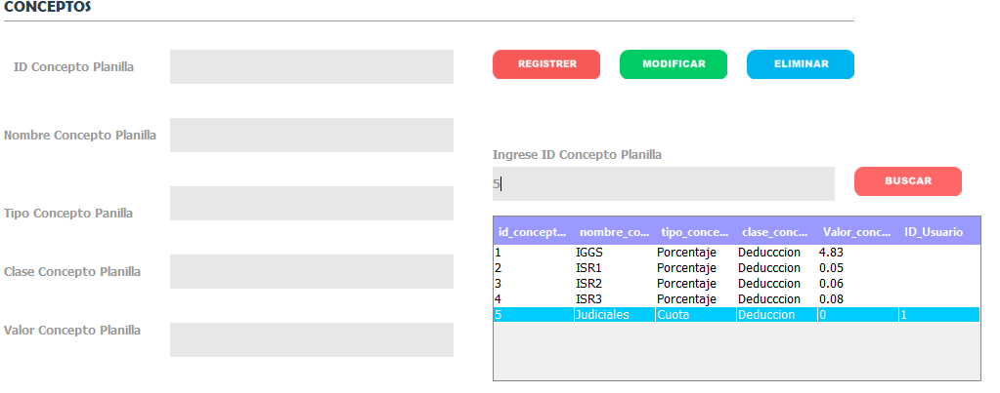 CONCEPTOS
ID Concepto Planilla
REGISTRER
MODIFICAR
ELIMINAR
Nombre Concepto Planilla
Ingrese ID Concepto Planilla
5
BUSCAR
Tipo Concepto Panilla
Clase Concepto Planilla
Valor Concepto Planilla
id_concept... nombre_co... tipo_conce... clase_conc... Valor_conc... ID_Usuario
1 IGGS Porcentaje Deducccion 4.83
2 ISR1 Porcentaje Deducccion 0.05
3 ISR2 Porcentaje Deducccion 0.06
4 ISR3 Porcentaje Deducccion 0.08
5 Judiciales Cuota Deduccion 0 1